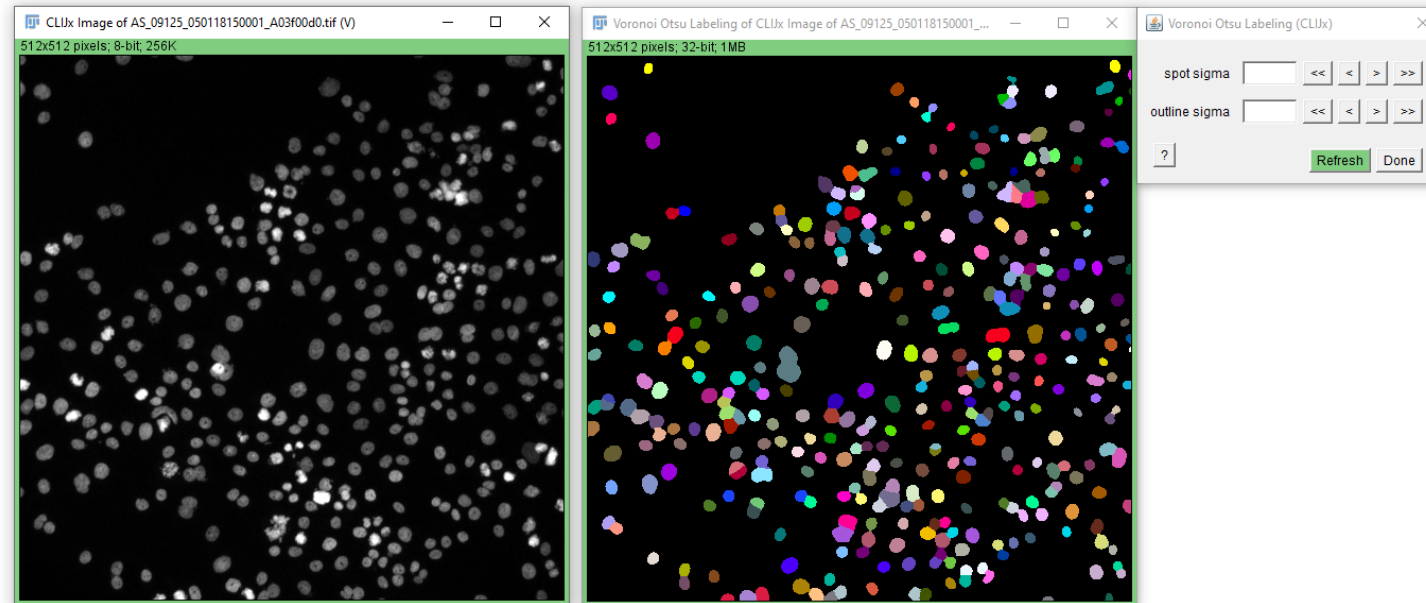 CLIJx Image of AS_09125_050118150001_A03f00d0.tif (V)
512x512 pixels; 8-bit; 256K
Voronoi Otsu Labeling of CLIJx Image of AS_09125_050118150001_...
512x512 pixels; 32-bit; 1MB
Voronoi Otsu Labeling (CLIJx)
spot sigma << < > >>
outline sigma << < > >>
? Refresh Done